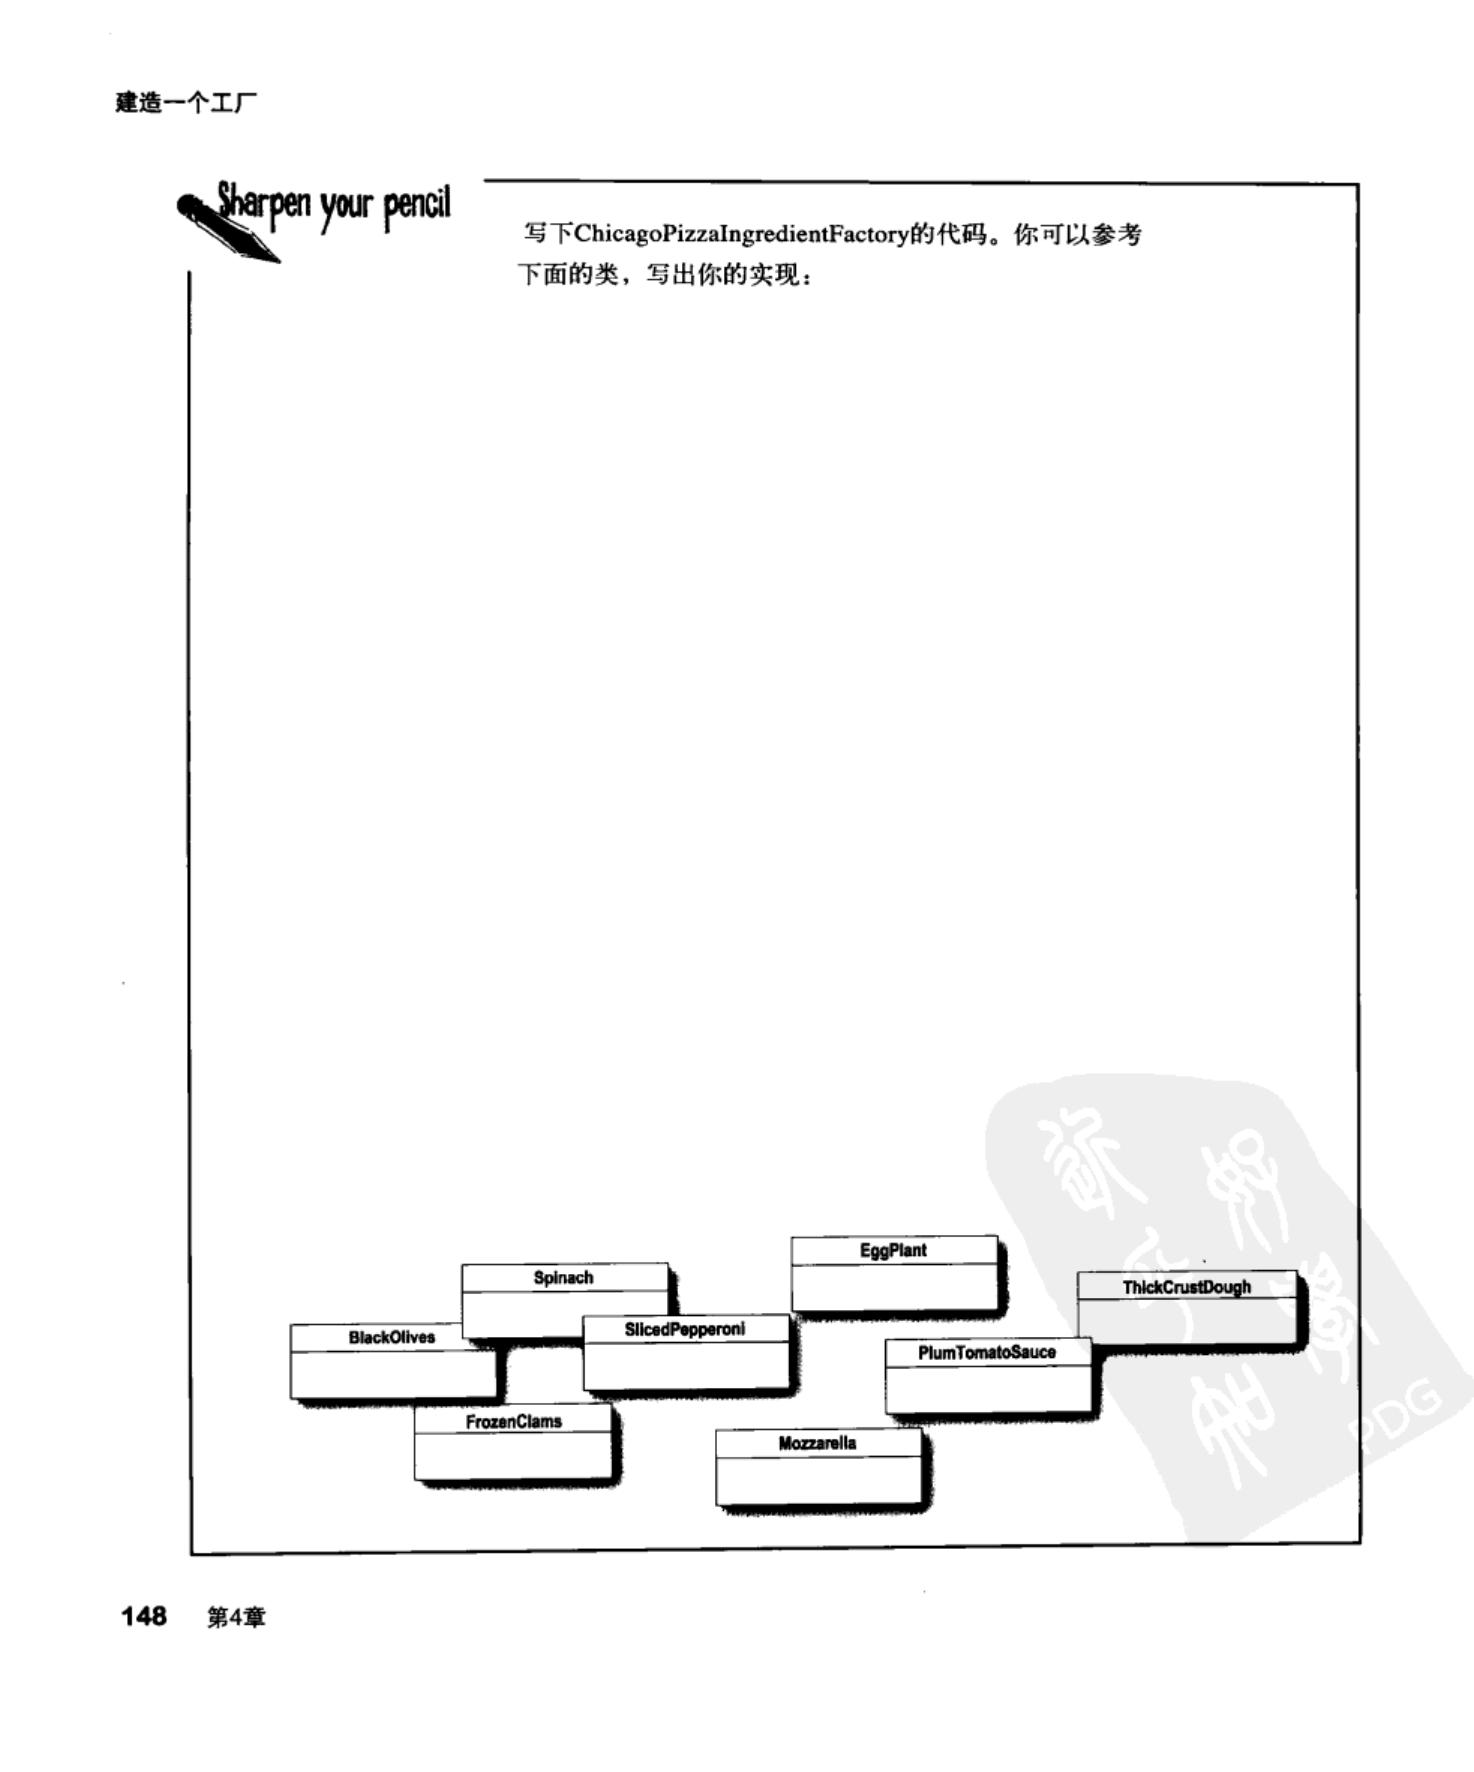 建造一个工厂
Sharpen your pencil
写下ChicagoPizzaIngredientFactory的代码。你可以参考
下面的类，写出你的实现：
EggPlant
Spinach
ThickCrustDough
SlicedPepperoni
BlackOlives
PlumTomatoSauce
FrozenClams
Mozzarella
PDG
148 第4章